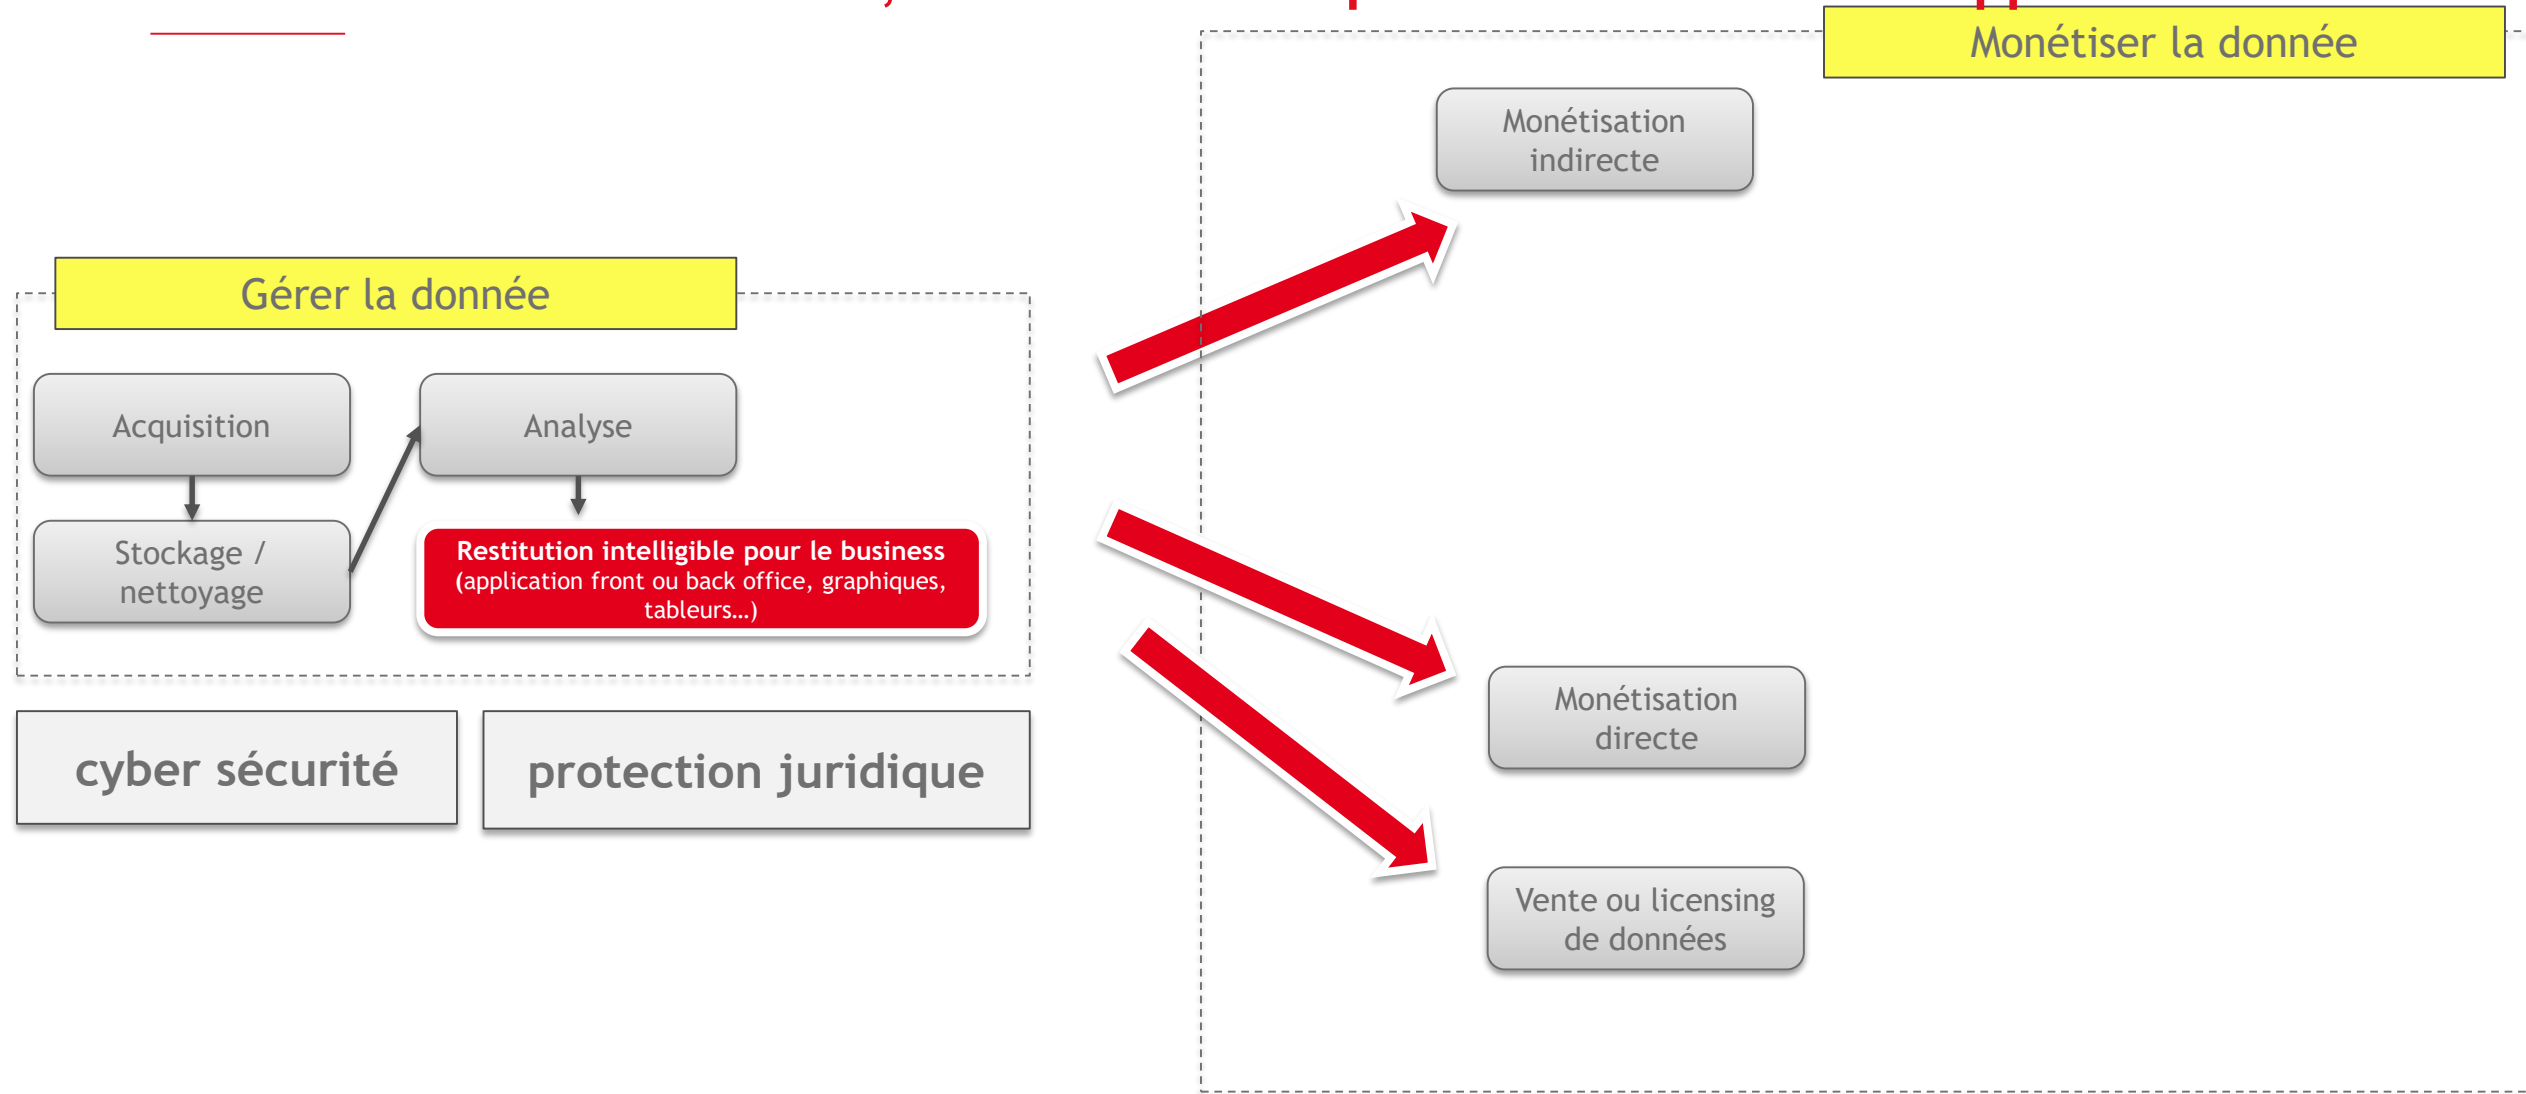 Monétiser la donnée
Monétisation
indirecte
Gérer la donnée
Acquisition
Analyse
Stockage /
nettoyage
Restitution intelligible pour le business
(application front ou back office, graphiques,
tableurs…)
cyber sécurité
protection juridique
Monétisation
directe
Vente ou licensing
de données